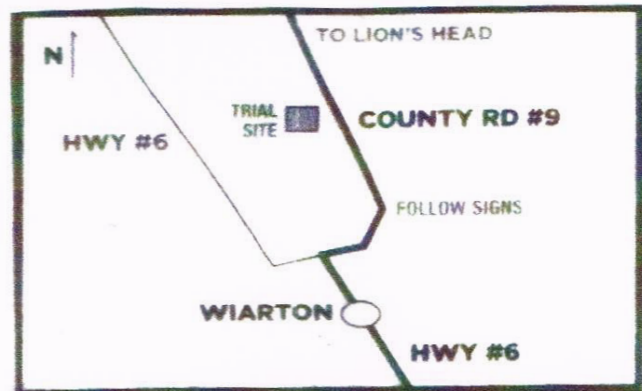 TO LION'S HEAD
N
TRIAL
SITE
COUNTY RD #9
HWY #6
FOLLOW SIGNS
WIARTON
HWY #6